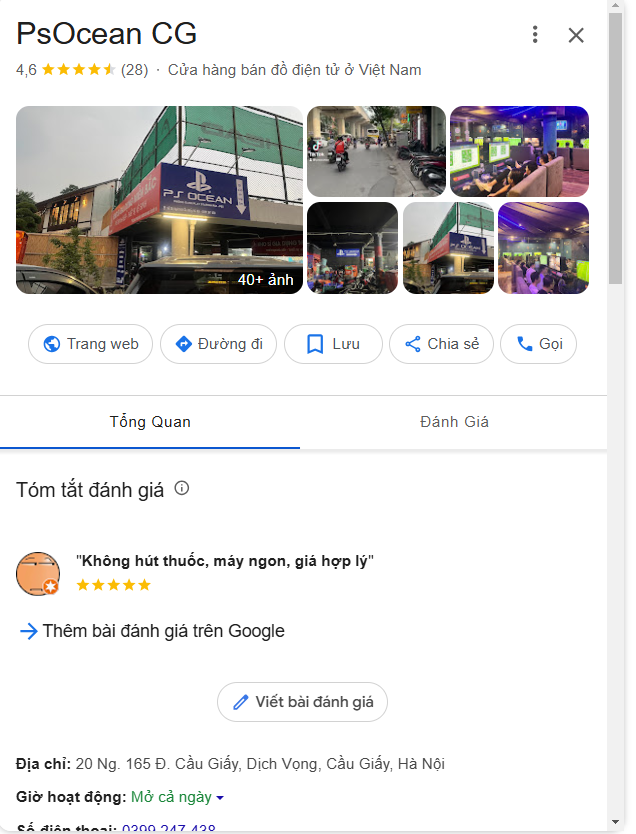 PsOcean CG
4,6 (28) · Cửa hàng bán đồ điện tử ở Việt Nam
PS OCEAN
40+ ảnh
Trang web
Đường đi
Lưu
Chia sẻ
Gọi
Tổng Quan
Đánh Giá
Tóm tắt đánh giá
"Không hút thuốc, máy ngon, giá hợp lý"
Thêm bài đánh giá trên Google
Viết bài đánh giá
Địa chỉ: 20 Ng. 165 Đ. Cầu Giấy, Dịch Vọng, Cầu Giấy, Hà Nội
Giờ hoạt động: Mở cả ngày
Số điện thoại: 0399 247 438